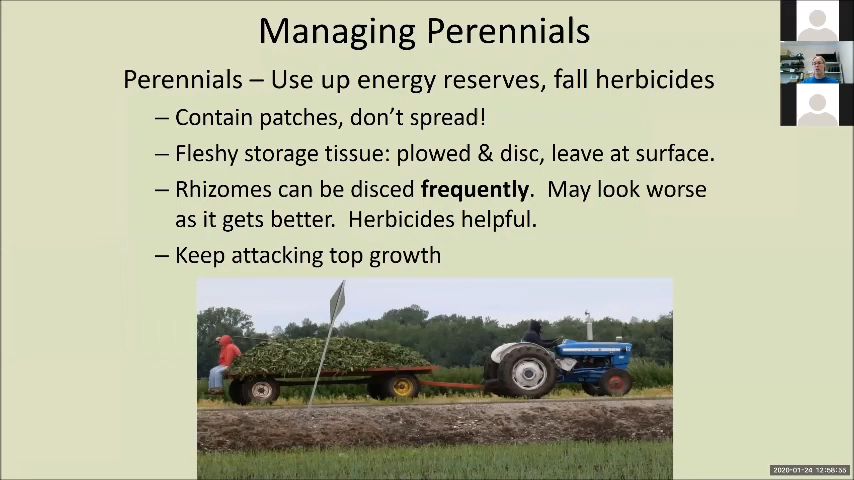 Managing Perennials
Perennials – Use up energy reserves, fall herbicides
– Contain patches, don’t spread!
– Fleshy storage tissue: plowed & disc, leave at surface.
– Rhizomes can be disced frequently. May look worse
as it gets better. Herbicides helpful.
– Keep attacking top growth
2020-01-24 12:58:55